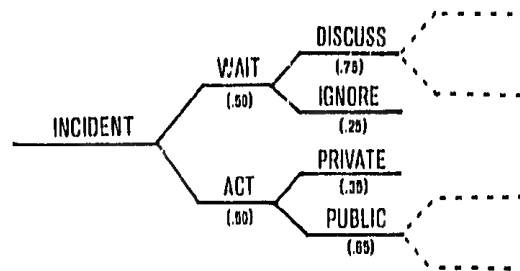 DISCUSS
(.75)
WAIT
(.50)
IGNORE
(.25)
INCIDENT
PRIVATE
(.35)
ACT
(.50)
PUBLIC
(.65)